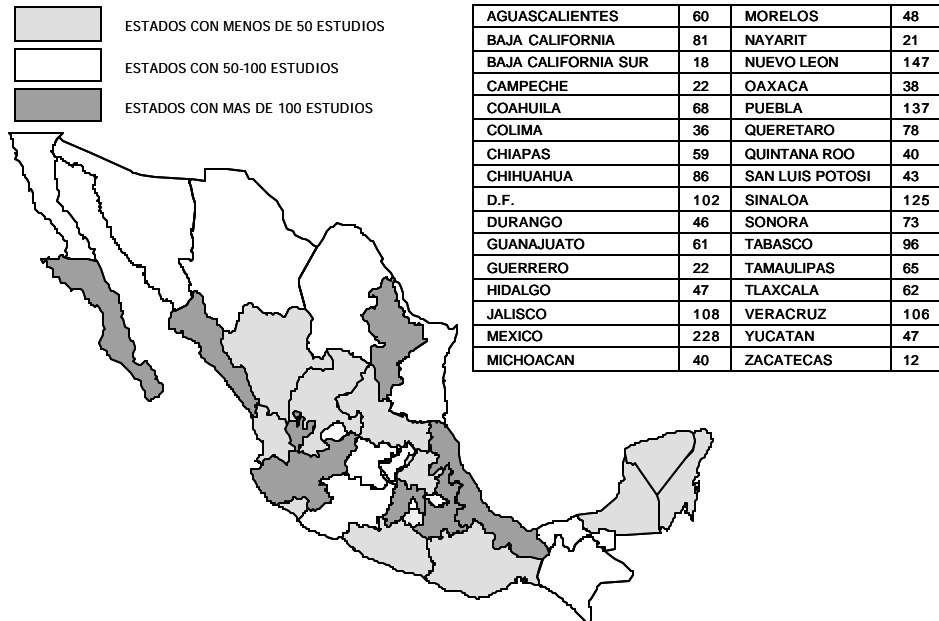 ESTADOS CON MENOS DE 50 ESTUDIOS
ESTADOS CON 50-100 ESTUDIOS
ESTADOS CON MAS DE 100 ESTUDIOS
AGUASCALIENTES 60 MORELOS 48
BAJA CALIFORNIA 81 NAYARIT 21
BAJA CALIFORNIA SUR 18 NUEVO LEON 147
CAMPECHE 22 OAXACA 38
COAHUILA 68 PUEBLA 137
COLIMA 36 QUERETARO 78
CHIAPAS 59 QUINTANA ROO 40
CHIHUAHUA 86 SAN LUIS POTOSI 43
D.F. 102 SINALOA 125
DURANGO 46 SONORA 73
GUANAJUATO 61 TABASCO 96
GUERRERO 22 TAMAULIPAS 65
HIDALGO 47 TLAXCALA 62
JALISCO 108 VERACRUZ 106
MEXICO 228 YUCATAN 47
MICHOACAN 40 ZACATECAS 12